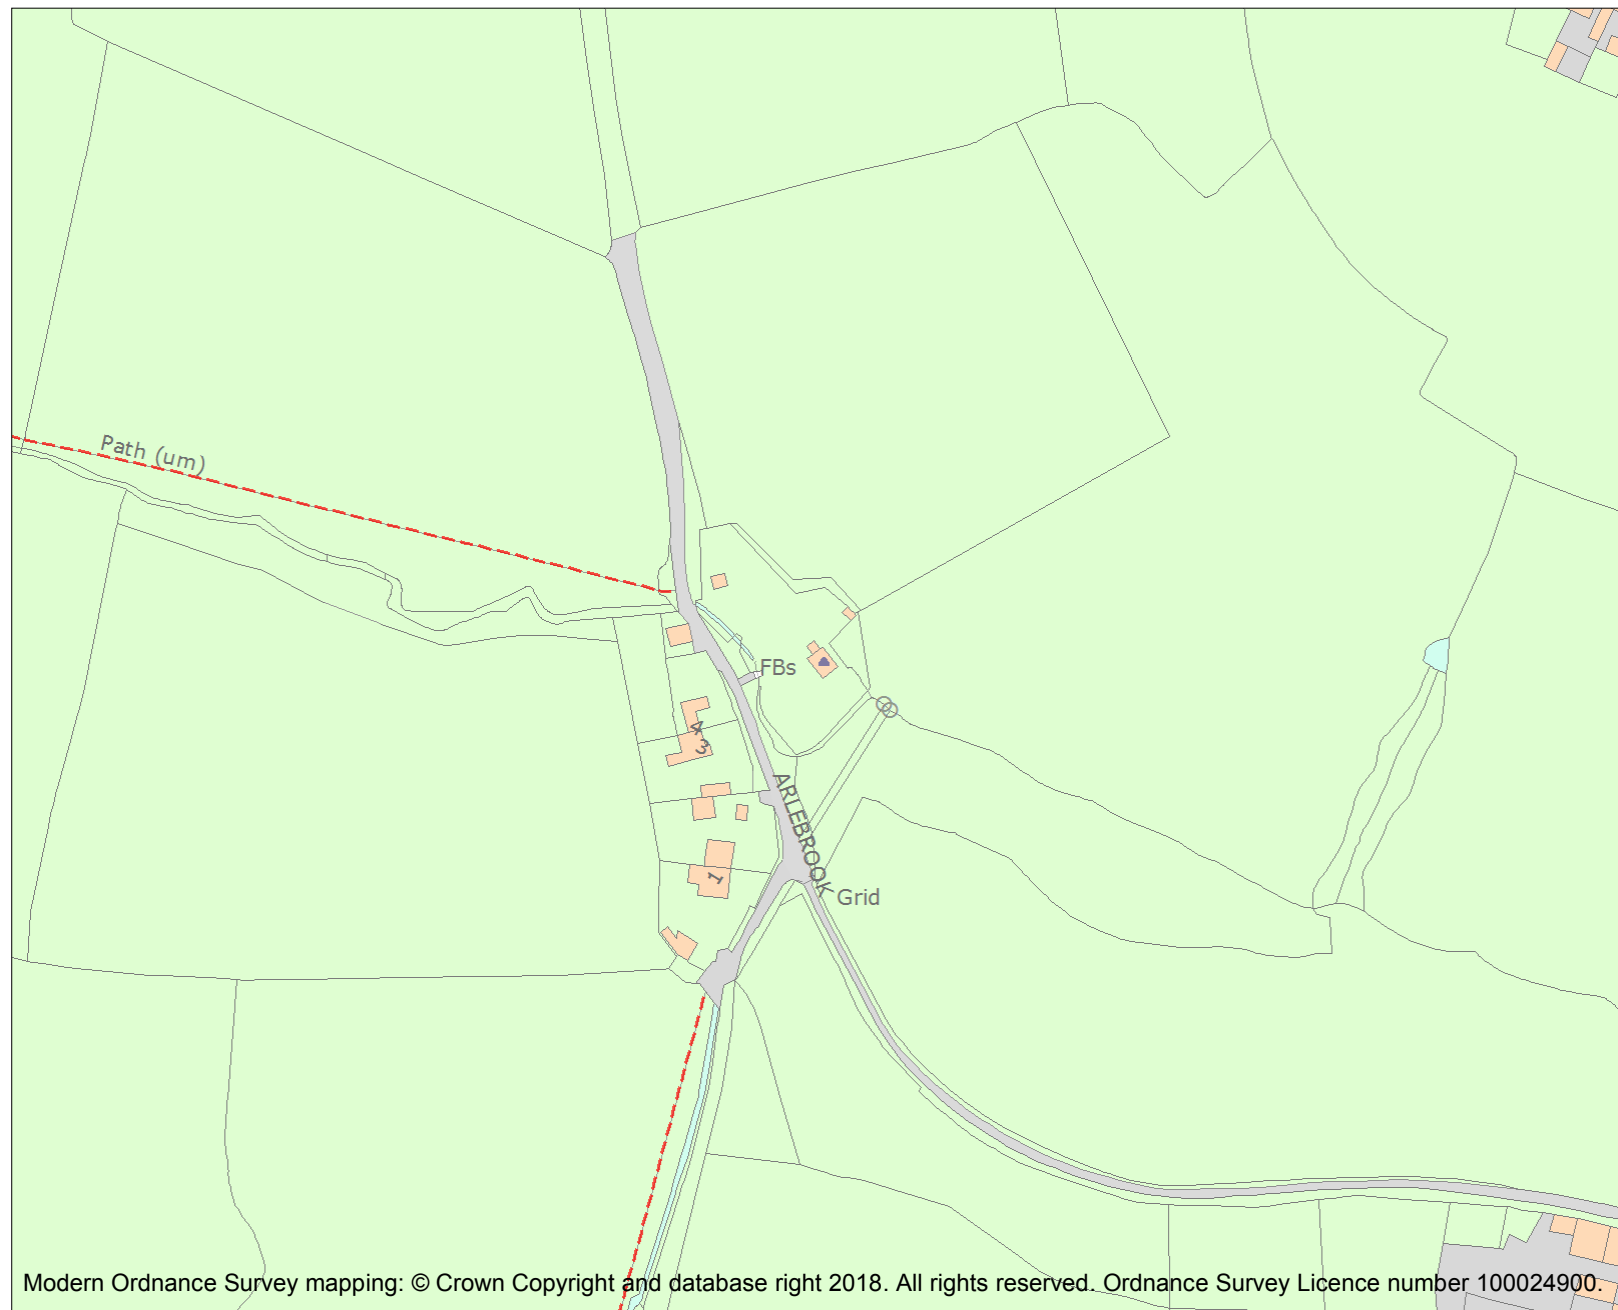 Path (um)
FBs
4
3
ARLEBROOK
1
Grid
Modern Ordnance Survey mapping: © Crown Copyright and database right 2018. All rights reserved. Ordnance Survey Licence number 100024900.